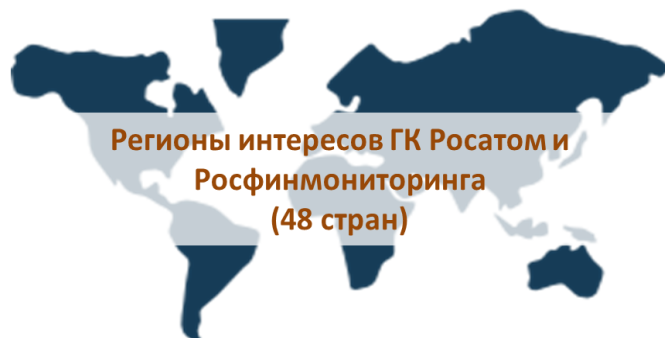 Регионы интересов ГК Росатом и
Росфинмониторинга
(48 стран)